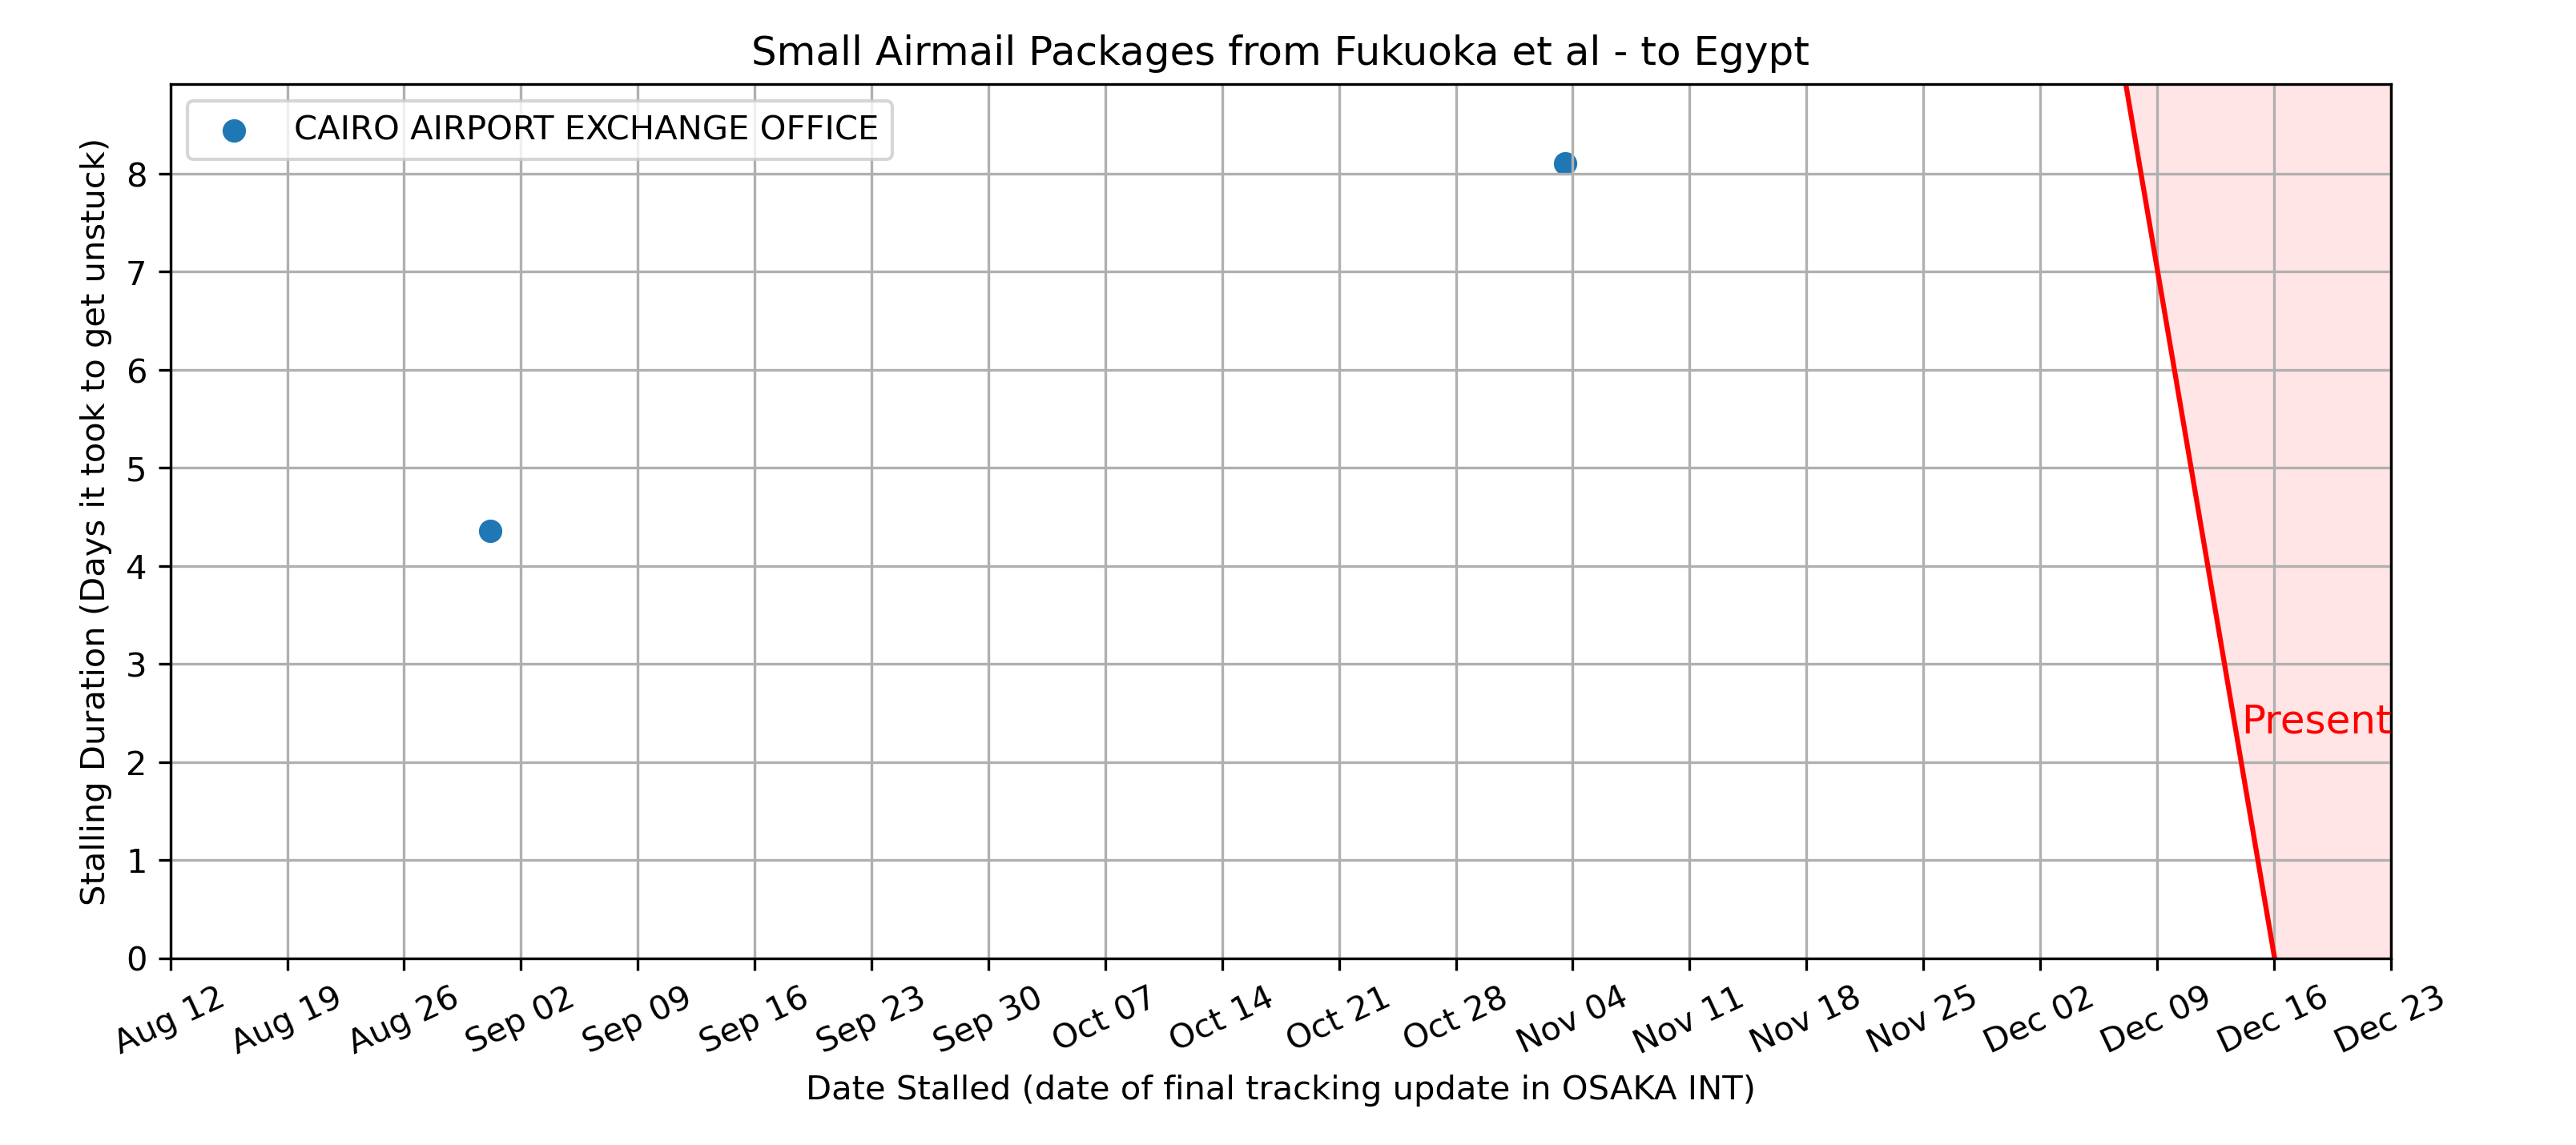 Small Airmail Packages from Fukuoka et al - to Egypt
CAIRO AIRPORT EXCHANGE OFFICE
Stalling Duration (Days it took to get unstuck)
8
7
6
5
4
3
2
1
0
Present
Aug 12
Aug 19
Aug 26
Sep 02
Sep 09
Sep 16
Sep 23
Sep 30
Oct 07
Oct 14
Oct 21
Oct 28
Nov 04
Nov 11
Nov 18
Nov 25
Dec 02
Dec 09
Dec 16
Dec 23
Date Stalled (date of final tracking update in OSAKA INT)